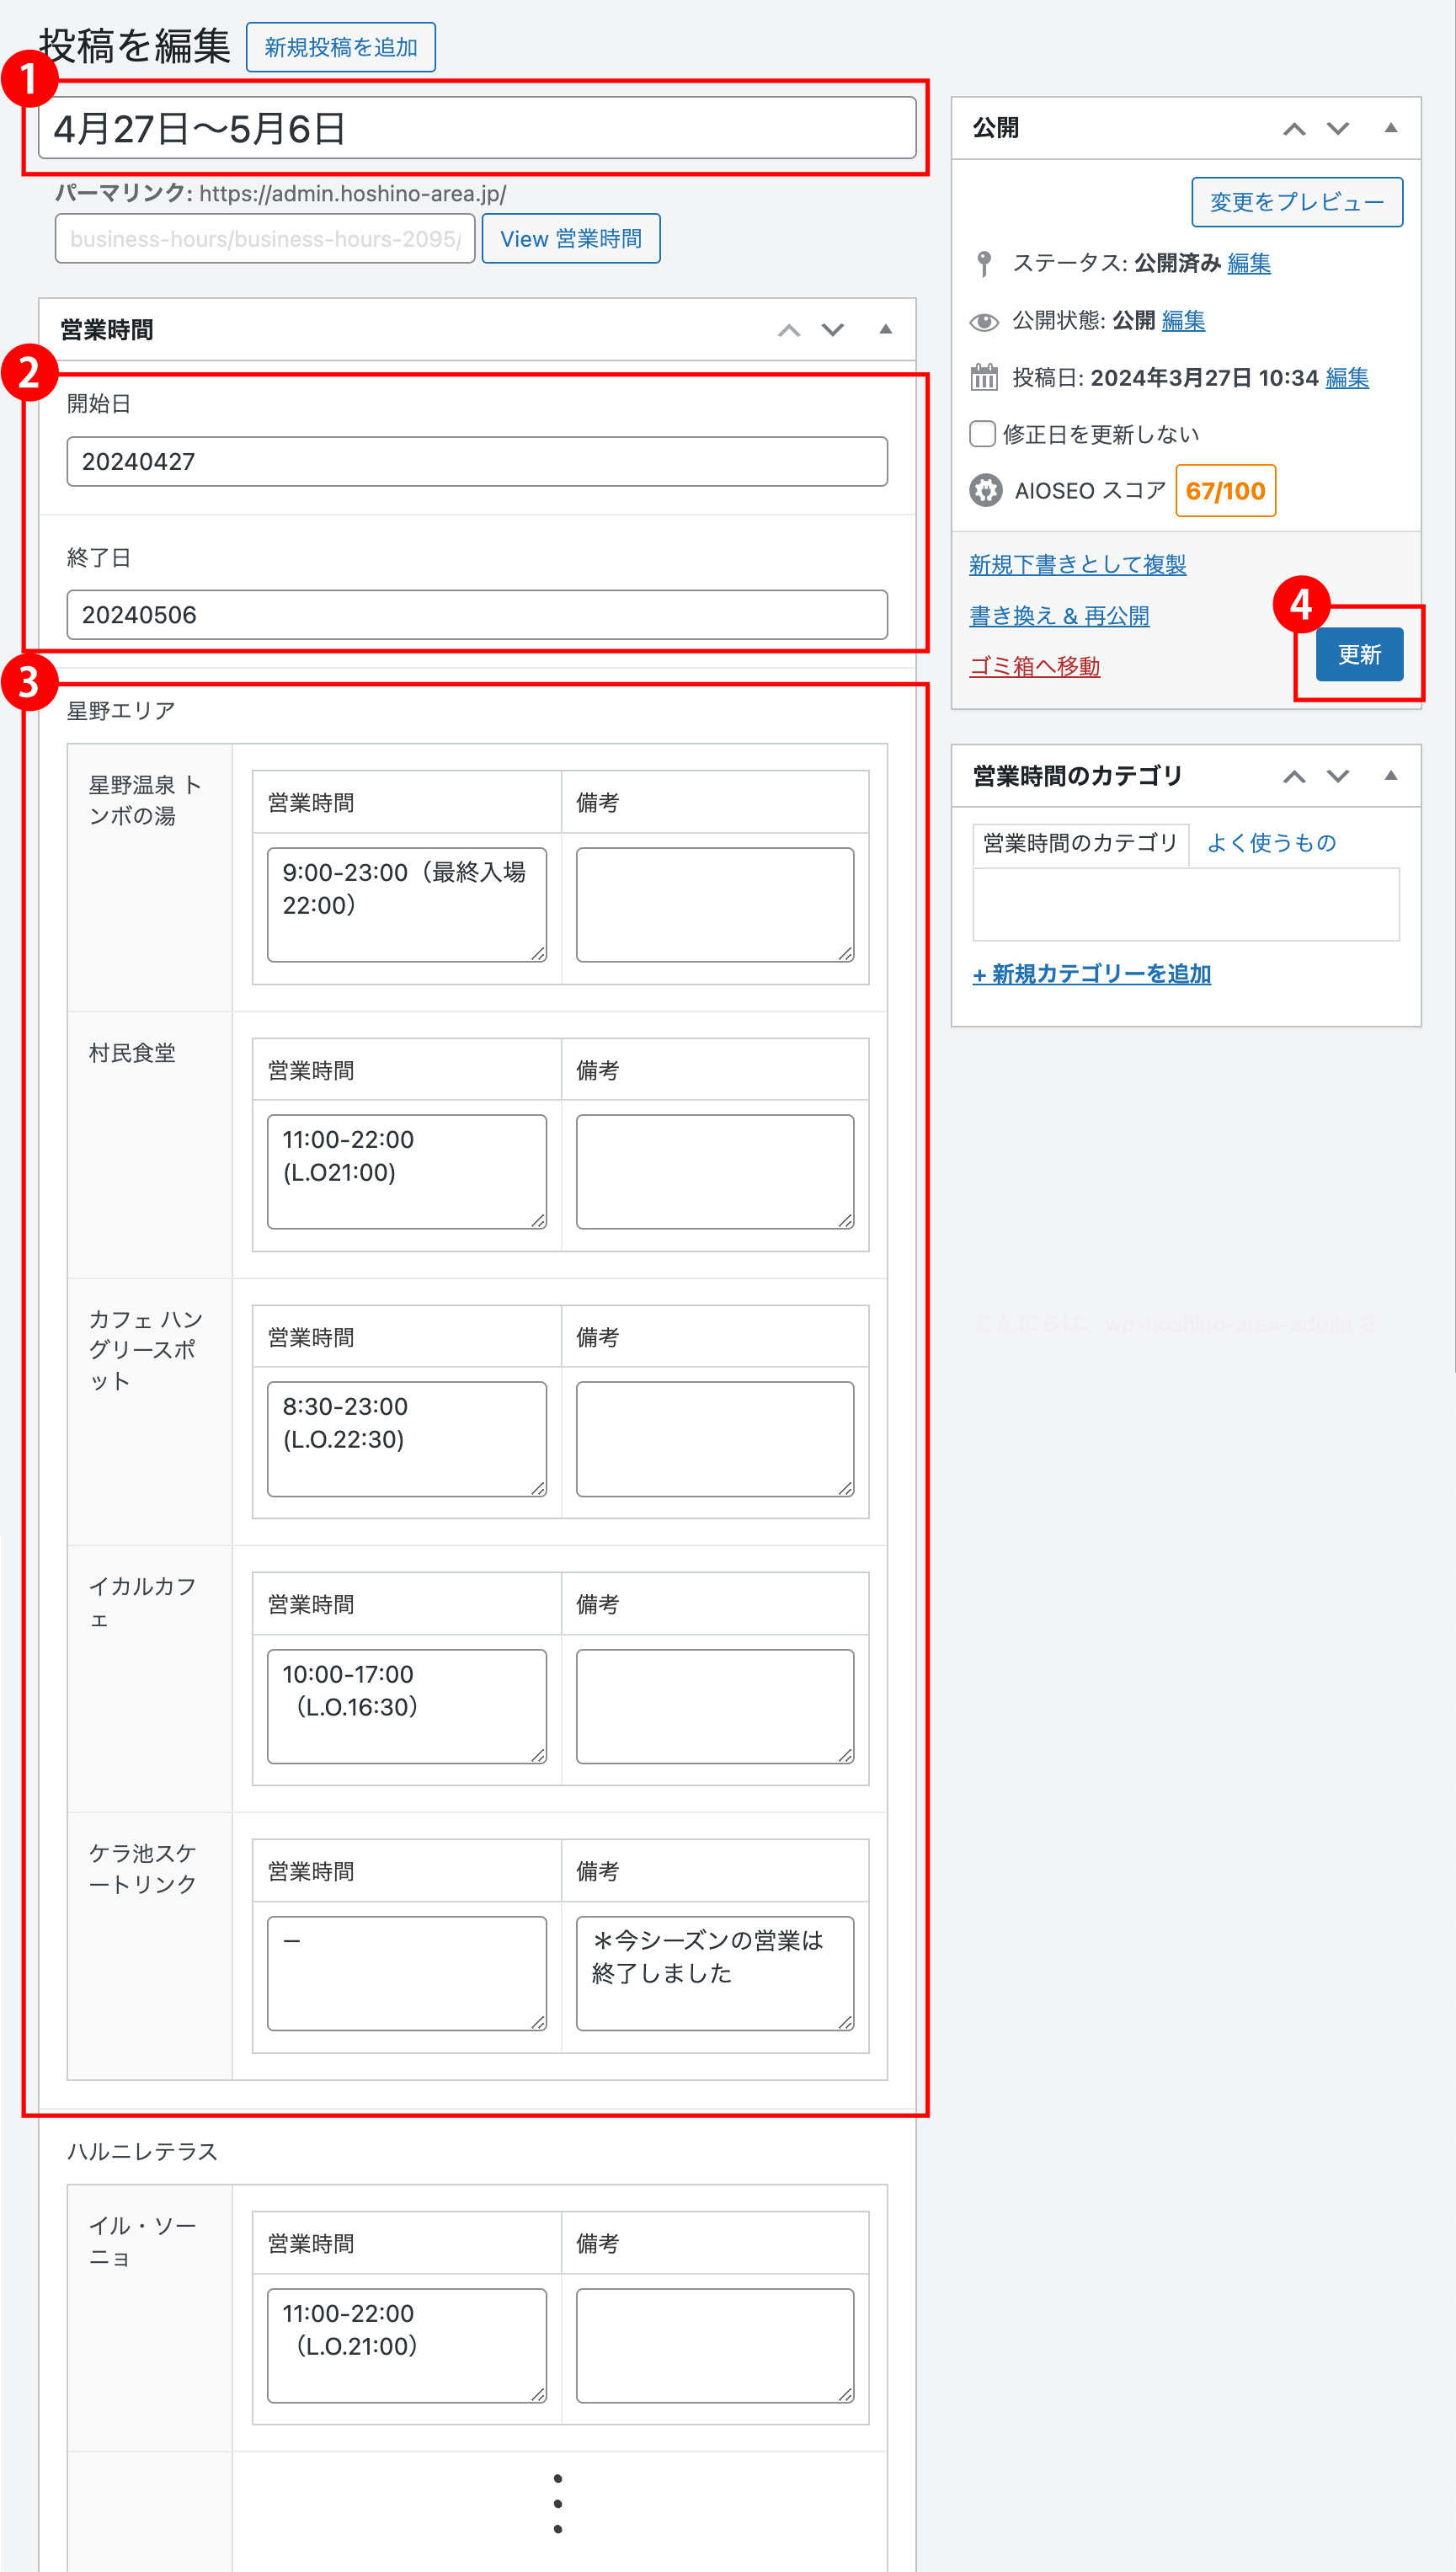 投稿を編集 新規投稿を追加
1
4月27日〜5月6日
パーマリンク: https://admin.hoshino-area.jp/
business-hours/business-hours-2095/ View 営業時間
営業時間
2
開始日
20240427
終了日
20240506
3
星野エリア
星野温泉 ト
ンボの湯
営業時間 備考
9:00-23:00（最終入場
22:00）
村民食堂
営業時間 備考
11:00-22:00
(L.O21:00)
カフェ ハン
グリースポ
ット
営業時間 備考
8:30-23:00
(L.O.22:30)
イカルカフ
ェ
営業時間 備考
10:00-17:00
（L.O.16:30）
ケラ池スケ
ートリンク
営業時間 備考
—
＊今シーズンの営業は
終了しました
ハルニレテラス
イル・ソー
ニョ
営業時間 備考
11:00-22:00
（L.O.21:00）
公開
変更をプレビュー
ステータス: 公開済み 編集
公開状態: 公開 編集
投稿日: 2024年3月27日 10:34 編集
修正日を更新しない
AIOSEO スコア 67/100
新規下書きとして複製
書き換え & 再公開
ゴミ箱へ移動
4
更新
営業時間のカテゴリ
営業時間のカテゴリ よく使うもの
+ 新規カテゴリーを追加
こんにちは、wp-hoshino-area-admin さ